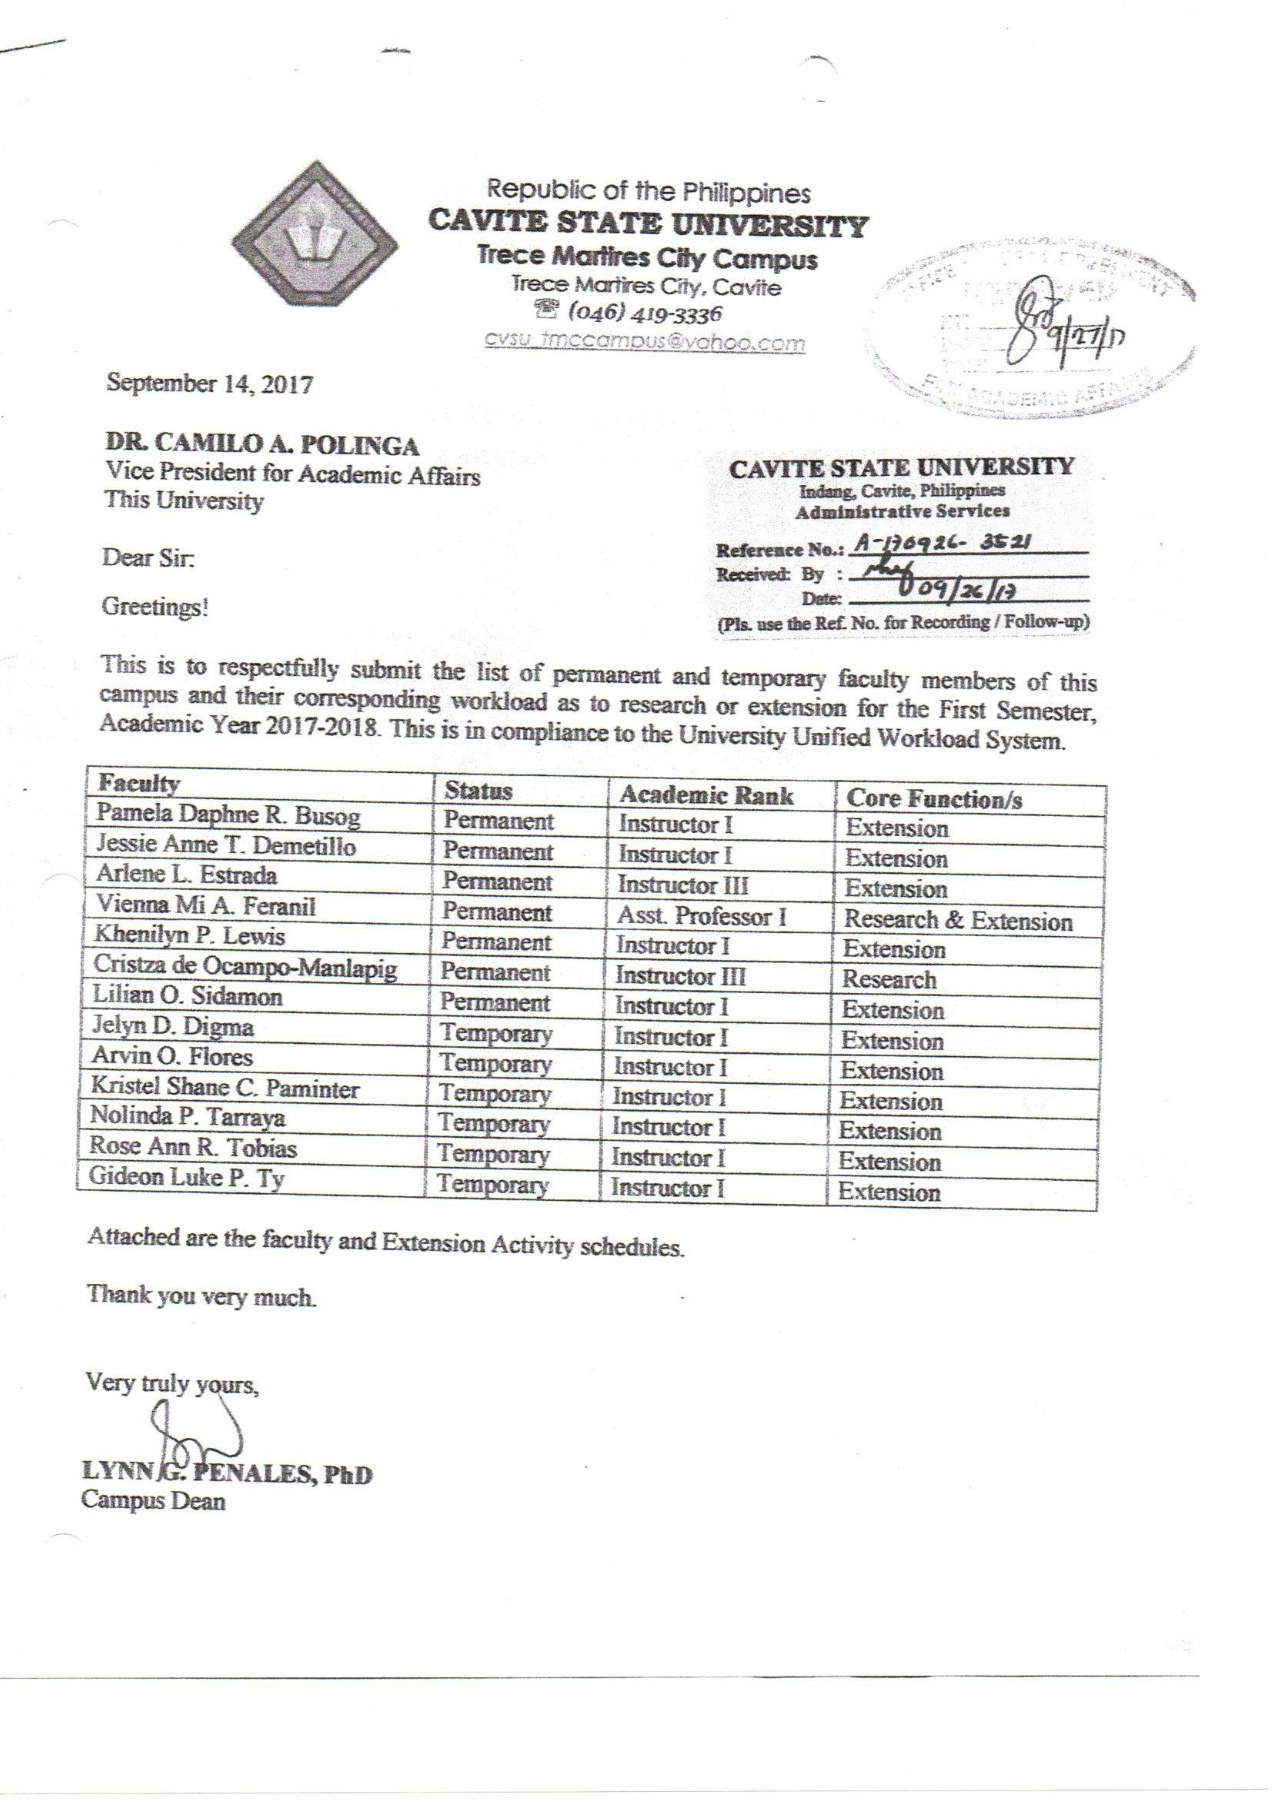 Republic of the Philippines
CAVITE STATE UNIVERSITY
Trece Martires City Campus
Trece Martires City, Cavite
☏ (046) 419-3336
cvsu_tmccampus@yahoo.com
OFFICE VICE PRESIDENT
RECEIVED
9/27/17
FOR ACADEMIC AFFAIRS
September 14, 2017
DR. CAMILO A. POLINGA
Vice President for Academic Affairs
This University
CAVITE STATE UNIVERSITY
Indang, Cavite, Philippines
Administrative Services
Reference No.: A-170926- 3521
Received: By :
Date: 09/26/17
(Pls. use the Ref. No. for Recording / Follow-up)
Dear Sir:
Greetings!
This is to respectfully submit the list of permanent and temporary faculty members of this
campus and their corresponding workload as to research or extension for the First Semester,
Academic Year 2017-2018. This is in compliance to the University Unified Workload System.
Faculty Status Academic Rank Core Function/s
Pamela Daphne R. Busog Permanent Instructor I Extension
Jessie Anne T. Demetillo Permanent Instructor I Extension
Arlene L. Estrada Permanent Instructor III Extension
Vienna Mi A. Feranil Permanent Asst. Professor I Research & Extension
Khenilyn P. Lewis Permanent Instructor I Extension
Cristza de Ocampo-Manlapig Permanent Instructor III Research
Lilian O. Sidamon Permanent Instructor I Extension
Jelyn D. Digma Temporary Instructor I Extension
Arvin O. Flores Temporary Instructor I Extension
Kristel Shane C. Paminter Temporary Instructor I Extension
Nolinda P. Tarraya Temporary Instructor I Extension
Rose Ann R. Tobias Temporary Instructor I Extension
Gideon Luke P. Ty Temporary Instructor I Extension
Attached are the faculty and Extension Activity schedules.
Thank you very much.
Very truly yours,
LYNN G. PENALES, PhD
Campus Dean